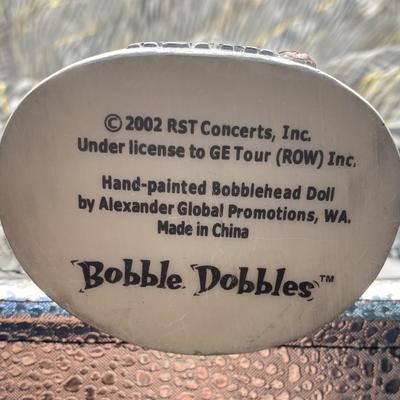 © 2002 RST Concerts, Inc.
Under license to GE Tour (ROW) Inc.
Hand-painted Bobblehead Doll
by Alexander Global Promotions, WA.
Made in China
Bobble Dobbles™